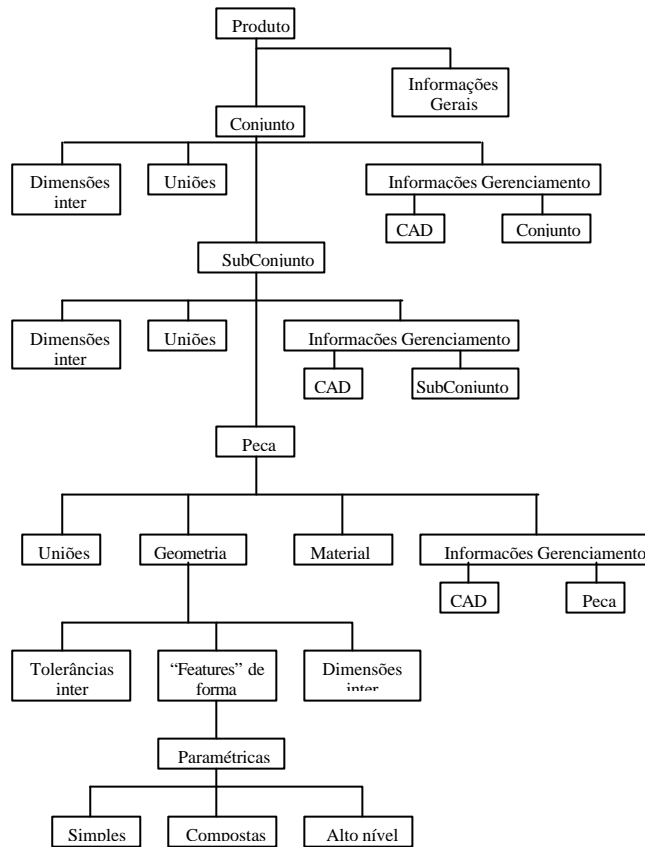 Produto
Informações
Gerais
Conjunto
Dimensões
inter
Uniões
Informações Gerenciamento
CAD
Conjunto
SubConjunto
Dimensões
inter
Uniões
Informacões Gerenciamento
CAD
SubConjunto
Peca
Uniões
Geometria
Material
Informacões Gerenciamento
CAD
Peca
Tolerâncias
inter
“Features” de
forma
Dimensões
inter
Paramétricas
Simples
Compostas
Alto nível